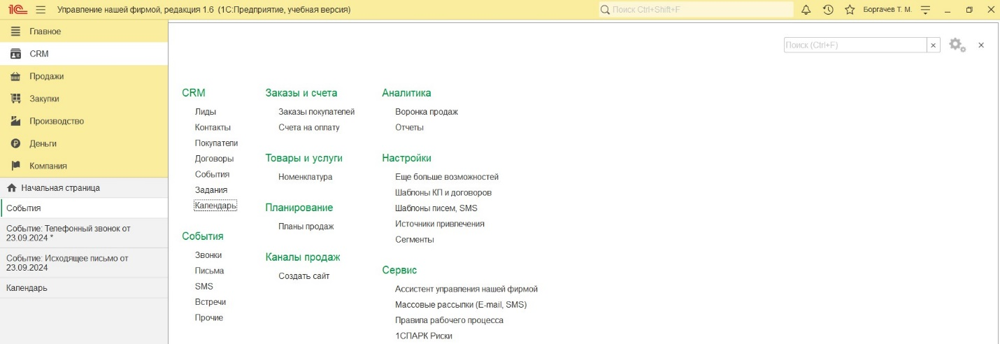 1С Управление нашей фирмой, редакция 1.6 (1С:Предприятие, учебная версия)
Поиск Ctrl+Shift+F
Боргачев Т. М.
Главное
CRM
Продажи
Закупки
Производство
Деньги
Компания
Начальная страница
События
Событие: Телефонный звонок от
23.09.2024 *
Событие: Исходящее письмо от
23.09.2024
Календарь
Поиск (Ctrl+F)
CRM
Лиды
Контакты
Покупатели
Договоры
События
Задания
Календарь
События
Звонки
Письма
SMS
Встречи
Прочие
Заказы и счета
Заказы покупателей
Счета на оплату
Товары и услуги
Номенклатура
Планирование
Планы продаж
Каналы продаж
Создать сайт
Аналитика
Воронка продаж
Отчеты
Настройки
Еще больше возможностей
Шаблоны КП и договоров
Шаблоны писем, SMS
Источники привлечения
Сегменты
Сервис
Ассистент управления нашей фирмой
Массовые рассылки (E-mail, SMS)
Правила рабочего процесса
1СПАРК Риски